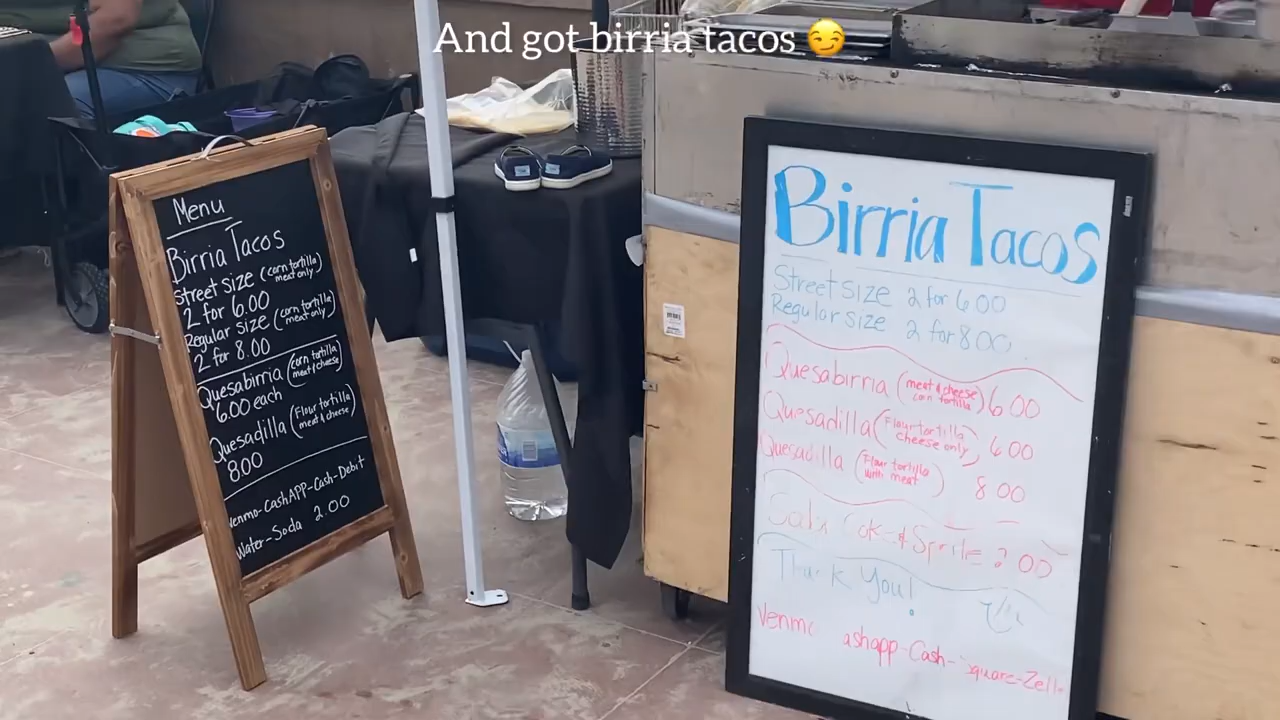 And got birria tacos 😏
Menu
Birria Tacos
Street size (corn tortilla meat only)
2 for 6.00
Regular size (corn tortilla meat only)
2 for 8.00
Quesabirria (corn tortilla meat & cheese)
6.00 each
Quesadilla (Flour tortilla meat & cheese)
8.00
Venmo-CashAPP-Cash-Debit
Water-Soda 2.00
Birria Tacos
Street size 2 for 6.00
Regular size 2 for 8.00
Quesabirria (meat & cheese corn tortilla) 6.00
Quesadilla (Flour tortilla cheese only) 6.00
Quesadilla (Flour tortilla with meat) 8.00
Coke & Sprite 2.00
Thank You!
Venmo ashapp-Cash-Square-Zelle